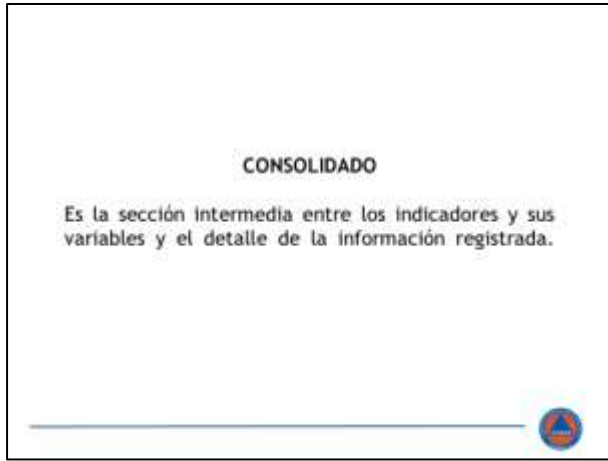 CONSOLIDADO
Es la sección intermedia entre los indicadores y sus
variables y el detalle de la información registrada.